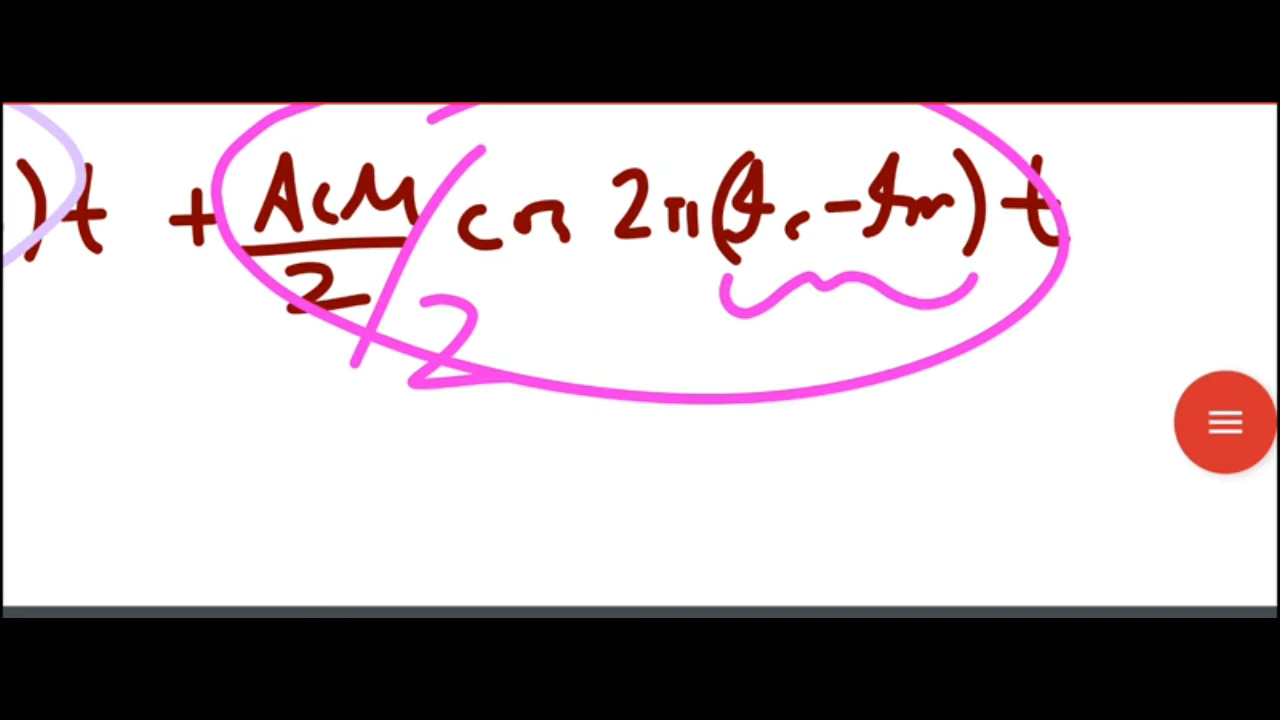 )t + AcM/2 cos 2π(fc-fm)t
/2